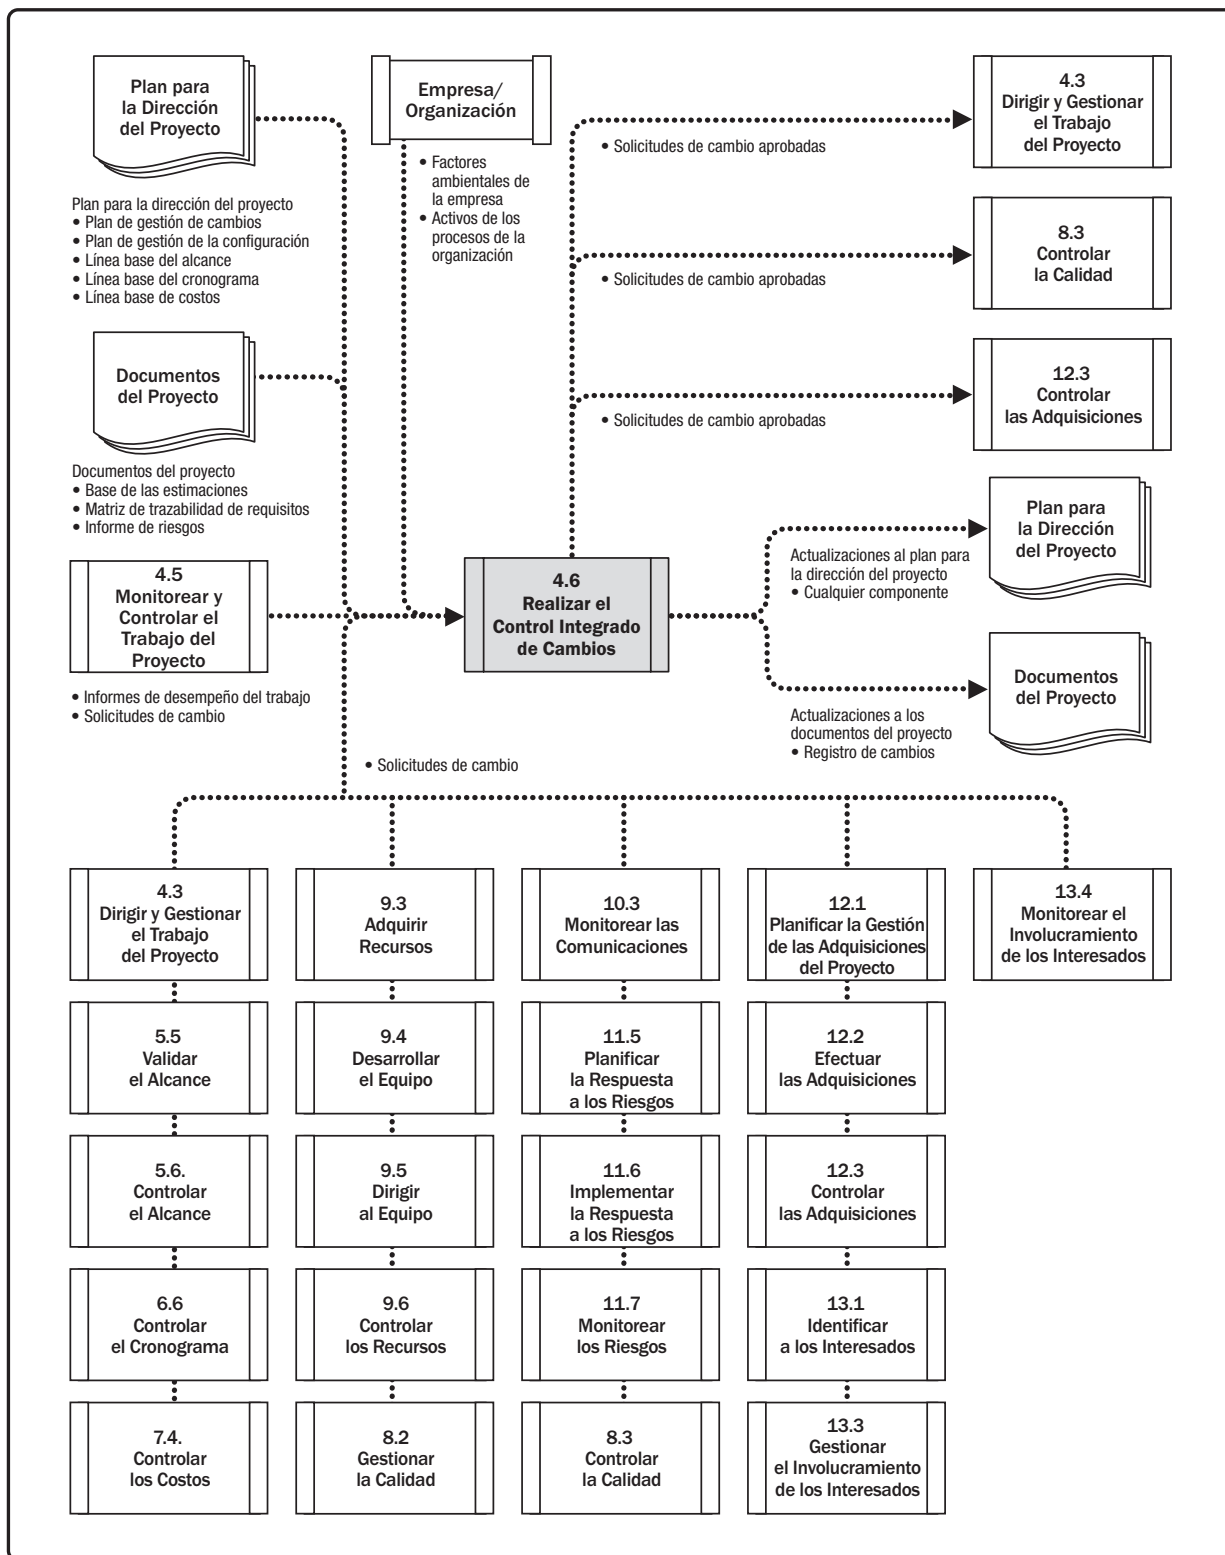 Plan para
la Dirección
del Proyecto
Plan para la dirección del proyecto
• Plan de gestión de cambios
• Plan de gestión de la configuración
• Línea base del alcance
• Línea base del cronograma
• Línea base de costos
Empresa/
Organización
• Factores
ambientales de
la empresa
• Activos de los
procesos de la
organización
4.3
Dirigir y Gestionar
el Trabajo
del Proyecto
• Solicitudes de cambio aprobadas
8.3
Controlar
la Calidad
• Solicitudes de cambio aprobadas
12.3
Controlar
las Adquisiciones
• Solicitudes de cambio aprobadas
Documentos
del Proyecto
Documentos del proyecto
• Base de las estimaciones
• Matriz de trazabilidad de requisitos
• Informe de riesgos
4.5
Monitorear y
Controlar el
Trabajo del
Proyecto
• Informes de desempeño del trabajo
• Solicitudes de cambio
4.6
Realizar el
Control Integrado
de Cambios
Plan para
la Dirección
del Proyecto
Actualizaciones al plan para
la dirección del proyecto
• Cualquier componente
Documentos
del Proyecto
Actualizaciones a los
documentos del proyecto
• Registro de cambios
• Solicitudes de cambio
4.3
Dirigir y Gestionar
el Trabajo
del Proyecto
9.3
Adquirir
Recursos
10.3
Monitorear las
Comunicaciones
12.1
Planificar la Gestión
de las Adquisiciones
del Proyecto
13.4
Monitorear el
Involucramiento
de los Interesados
5.5
Validar
el Alcance
9.4
Desarrollar
el Equipo
11.5
Planificar
la Respuesta
a los Riesgos
12.2
Efectuar
las Adquisiciones
5.6.
Controlar
el Alcance
9.5
Dirigir
al Equipo
11.6
Implementar
la Respuesta
a los Riesgos
12.3
Controlar
las Adquisiciones
6.6
Controlar
el Cronograma
9.6
Controlar
los Recursos
11.7
Monitorear
los Riesgos
13.1
Identificar
a los Interesados
7.4.
Controlar
los Costos
8.2
Gestionar
la Calidad
8.3
Controlar
la Calidad
13.3
Gestionar
el Involucramiento
de los Interesados